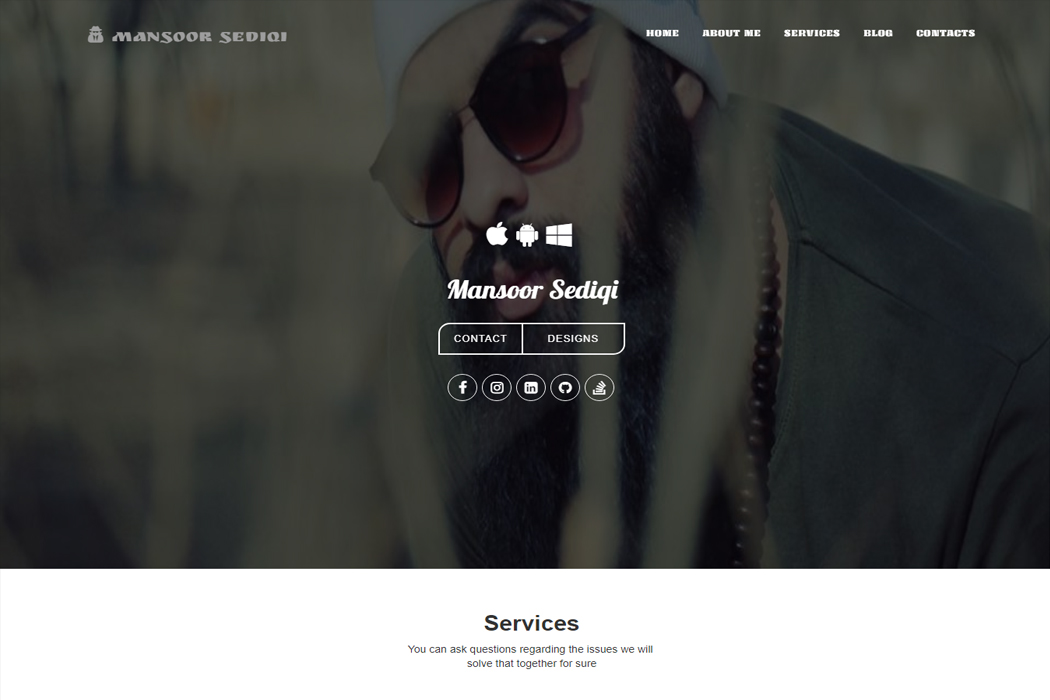 MANSOOR SEDIQI
HOME ABOUT ME SERVICES BLOG CONTACTS
Mansoor Sediqi
CONTACT DESIGNS
Services
You can ask questions regarding the issues we will
solve that together for sure